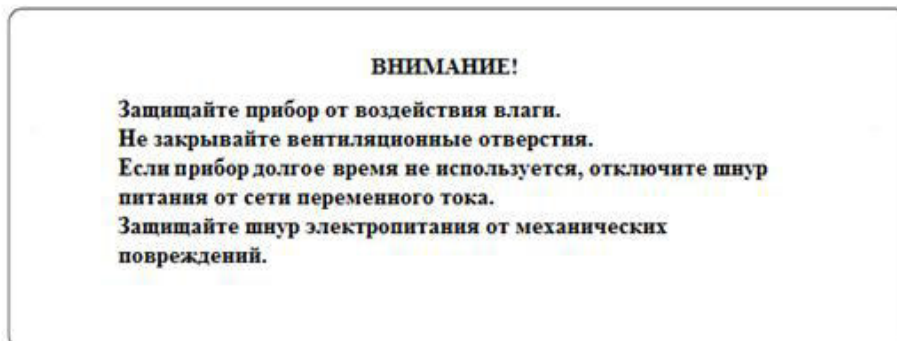 ВНИМАНИЕ!
Защищайте прибор от воздействия влаги.
Не закрывайте вентиляционные отверстия.
Если прибор долгое время не используется, отключите шнур
питания от сети переменного тока.
Защищайте шнур электропитания от механических
повреждений.